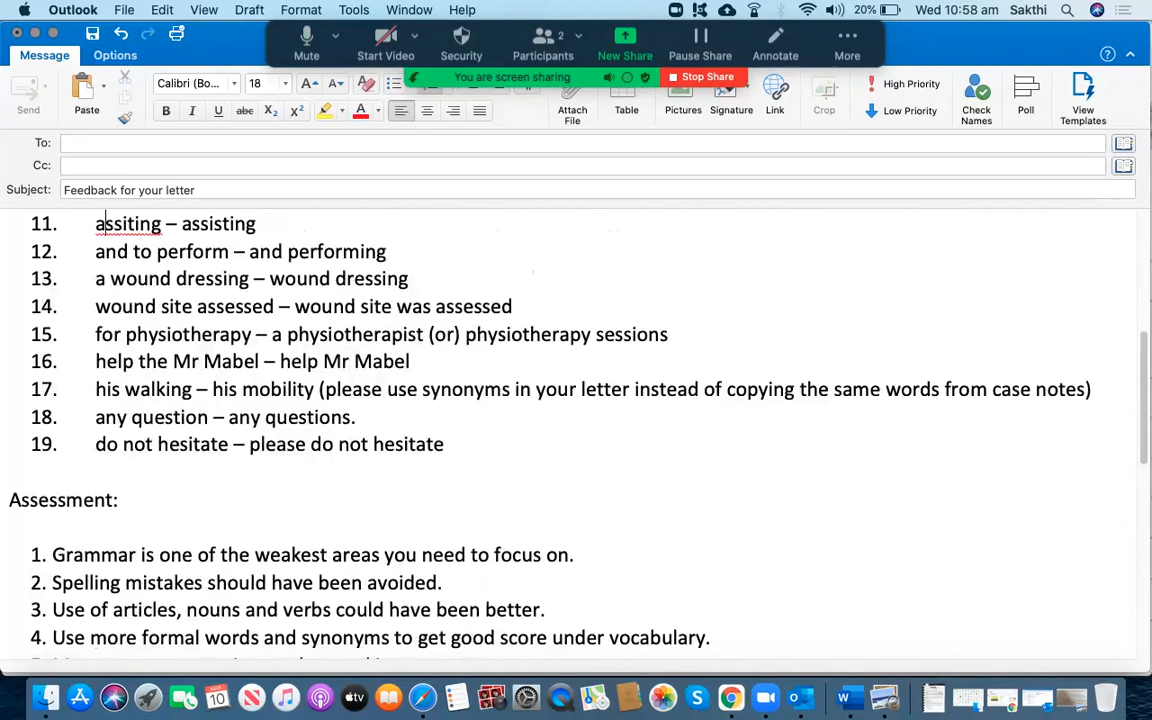 Outlook File Edit View Draft Format Tools Window Help 20% Wed 10:58 am Sakthi
Message Options
Mute Start Video Security Participants 2 New Share Pause Share Annotate More
You are screen sharing Stop Share
Send Paste Calibri (Bo... 18 A A
B I U abc X2 X2 A
Attach File Table Pictures Signature Link Crop High Priority Low Priority Check Names Poll View Templates
To:
Cc:
Subject: Feedback for your letter
11. assiting – assisting
12. and to perform – and performing
13. a wound dressing – wound dressing
14. wound site assessed – wound site was assessed
15. for physiotherapy – a physiotherapist (or) physiotherapy sessions
16. help the Mr Mabel – help Mr Mabel
17. his walking – his mobility (please use synonyms in your letter instead of copying the same words from case notes)
18. any question – any questions.
19. do not hesitate – please do not hesitate
Assessment:
1. Grammar is one of the weakest areas you need to focus on.
2. Spelling mistakes should have been avoided.
3. Use of articles, nouns and verbs could have been better.
4. Use more formal words and synonyms to get good score under vocabulary.
MAR 10 tv